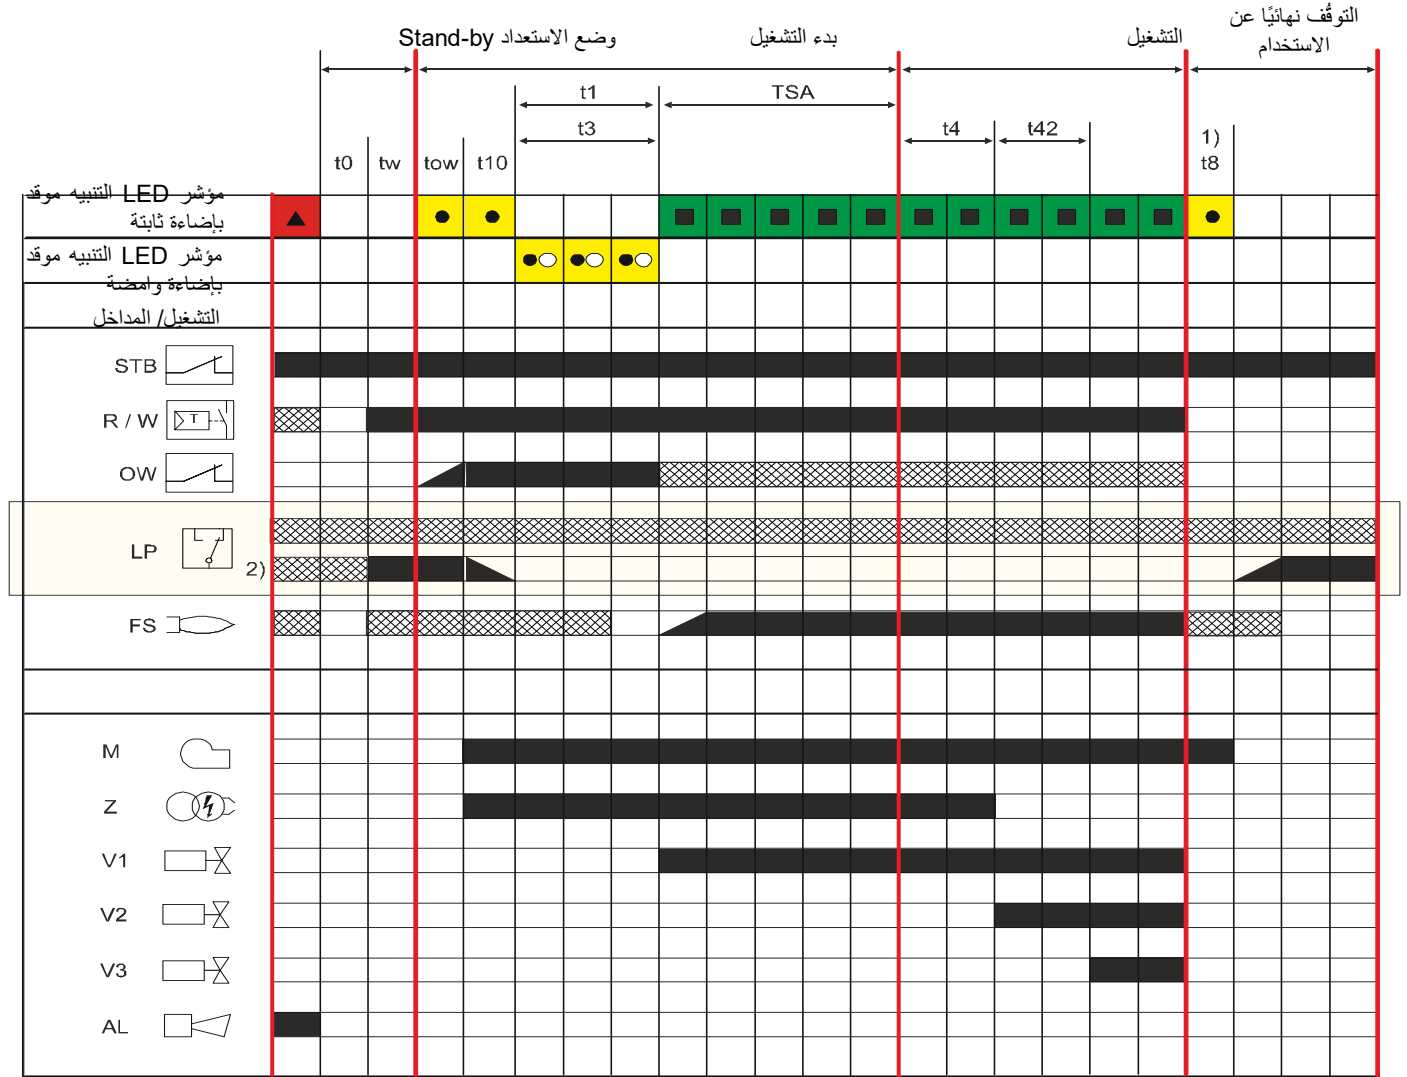 التوقُّف نهائيًا عن
الاستخدام
التشغيل
بدء التشغيل
وضع الاستعداد Stand-by
t1
TSA
t3
t4
t42
1)
t0
tw
tow
t10
t8
مؤشر LED التنبيه موقد
بإضاءة ثابتة
مؤشر LED التنبيه موقد
بإضاءة وامضة
التشغيل/ المداخل
STB
R / W
T
OW
LP
2)
FS
M
Z
V1
V2
V3
AL